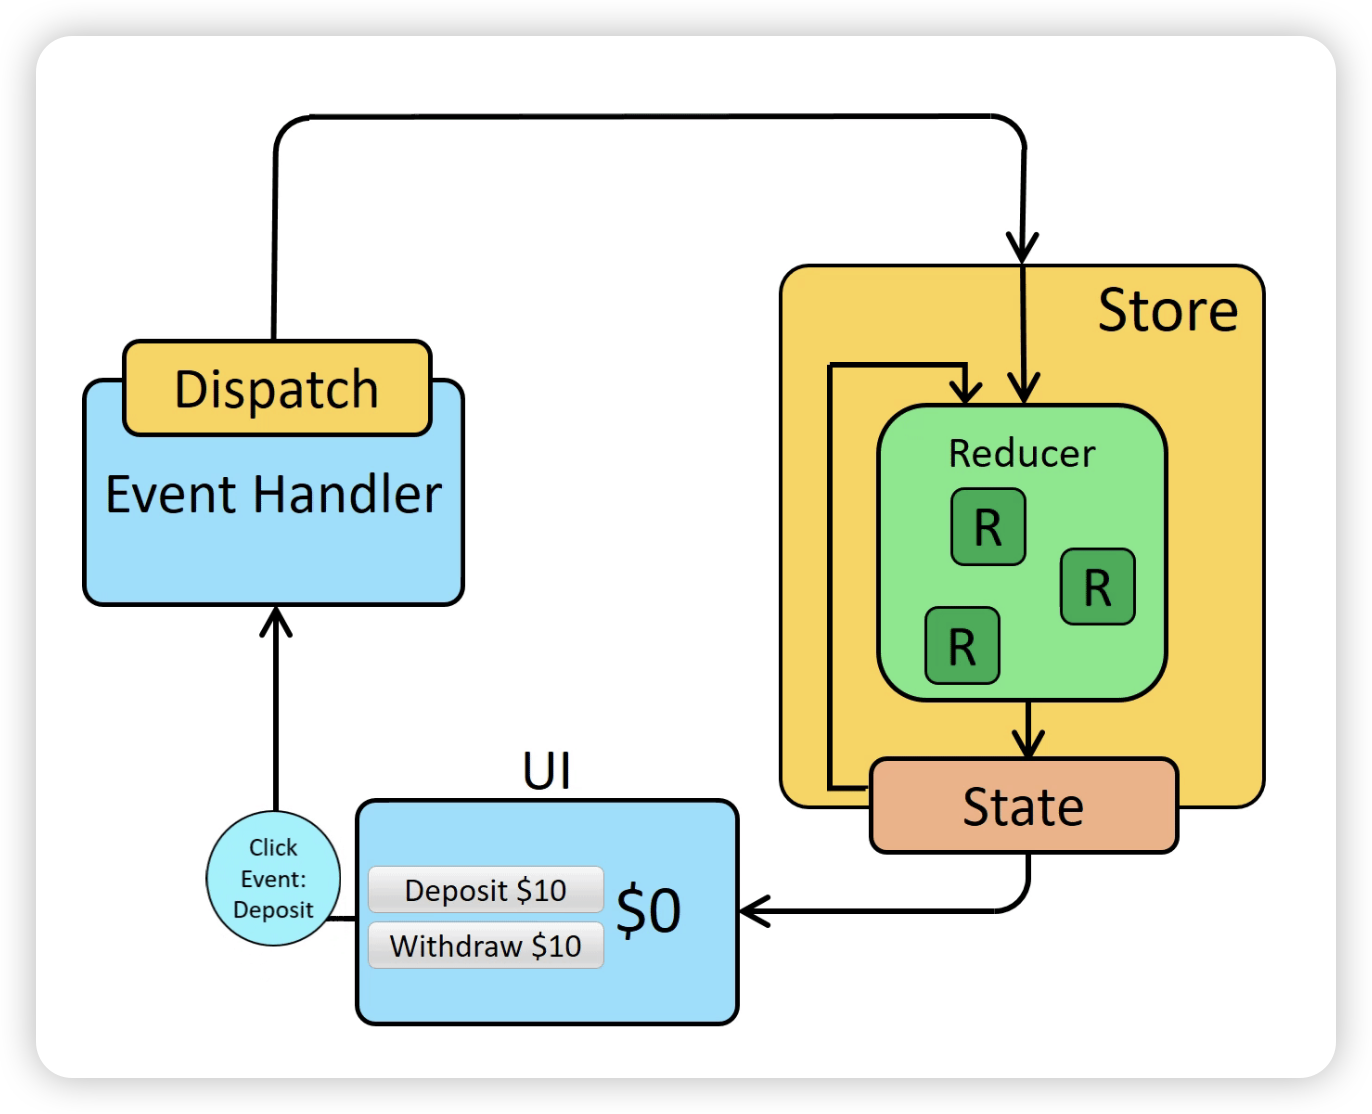 Dispatch
Event Handler
Store
Reducer
R
R
R
State
UI
Deposit $10
Withdraw $10
$0
Click
Event:
Deposit